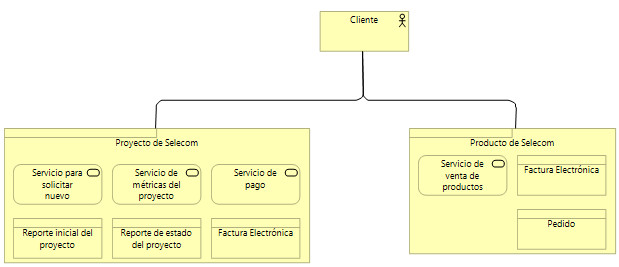 Cliente
Proyecto de Selecom
Servicio para
solicitar
nuevo
Servicio de
métricas del
proyecto
Servicio de
pago
Reporte inicial del
proyecto
Reporte de estado
del proyecto
Factura Electrónica
Producto de Selecom
Servicio de
venta de
productos
Factura Electrónica
Pedido